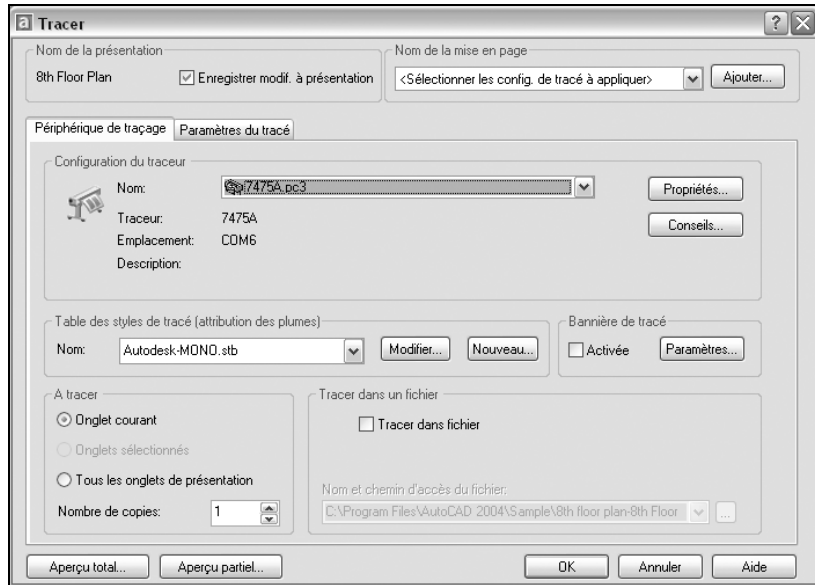 Tracer
Nom de la présentation
8th Floor Plan
Enregistrer modif. à présentation
Nom de la mise en page
<Sélectionner les config. de tracé à appliquer>
Ajouter...
Périphérique de traçage
Paramètres du tracé
Configuration du traceur
Nom:
7475A.pc3
Propriétés...
Traceur:
7475A
Conseils...
Emplacement:
COM6
Description:
Table des styles de tracé (attribution des plumes)
Nom:
Autodesk-MONO.stb
Modifier...
Nouveau...
Bannière de tracé
Activée
Paramètres...
A tracer
Onglet courant
Onglets sélectionnés
Tous les onglets de présentation
Nombre de copies:
1
Tracer dans un fichier
Tracer dans fichier
Nom et chemin d'accès du fichier:
C:\Program Files\AutoCAD 2004\Sample\8th floor plan-8th Floor
...
Aperçu total...
Aperçu partiel...
OK
Annuler
Aide